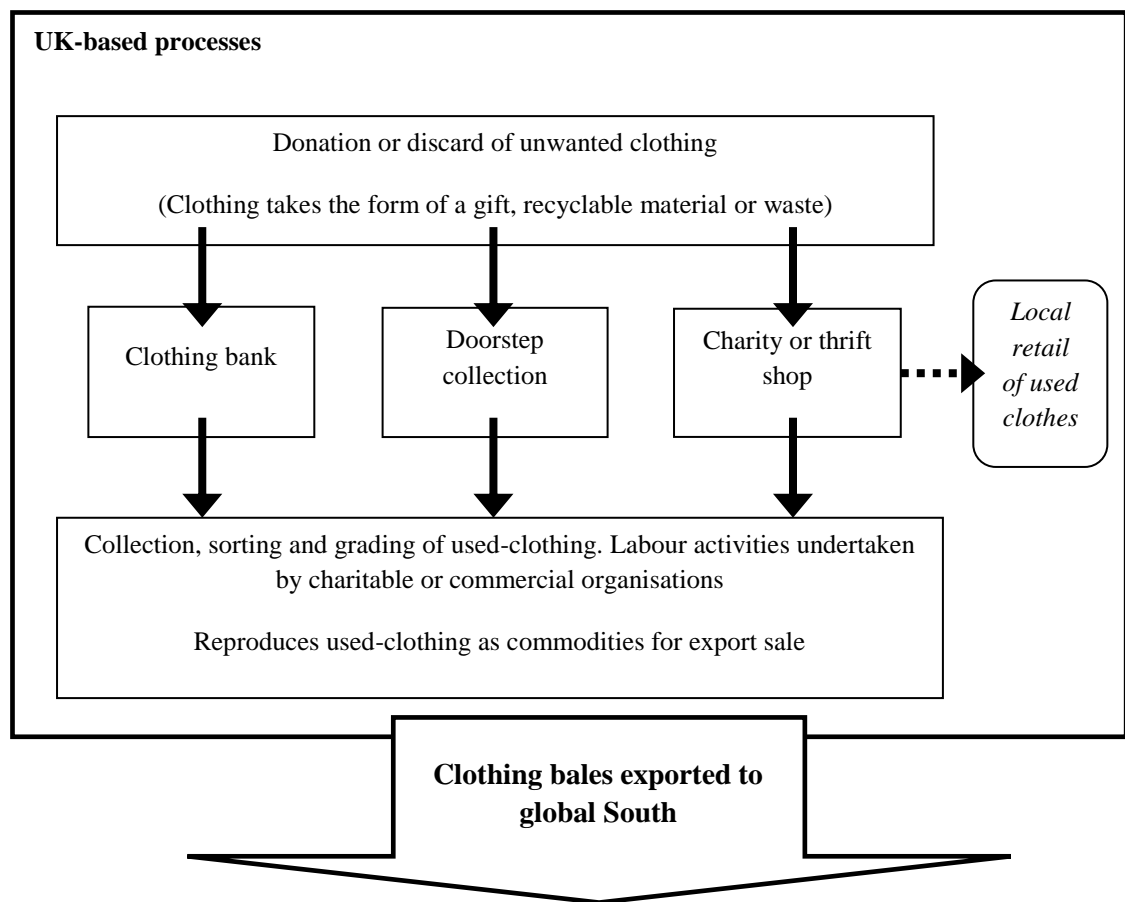 UK-based processes
Donation or discard of unwanted clothing
(Clothing takes the form of a gift, recyclable material or waste)
Clothing bank
Doorstep
collection
Charity or thrift
shop
Local
retail
of used
clothes
Collection, sorting and grading of used-clothing. Labour activities undertaken
by charitable or commercial organisations
Reproduces used-clothing as commodities for export sale
Clothing bales exported to
global South